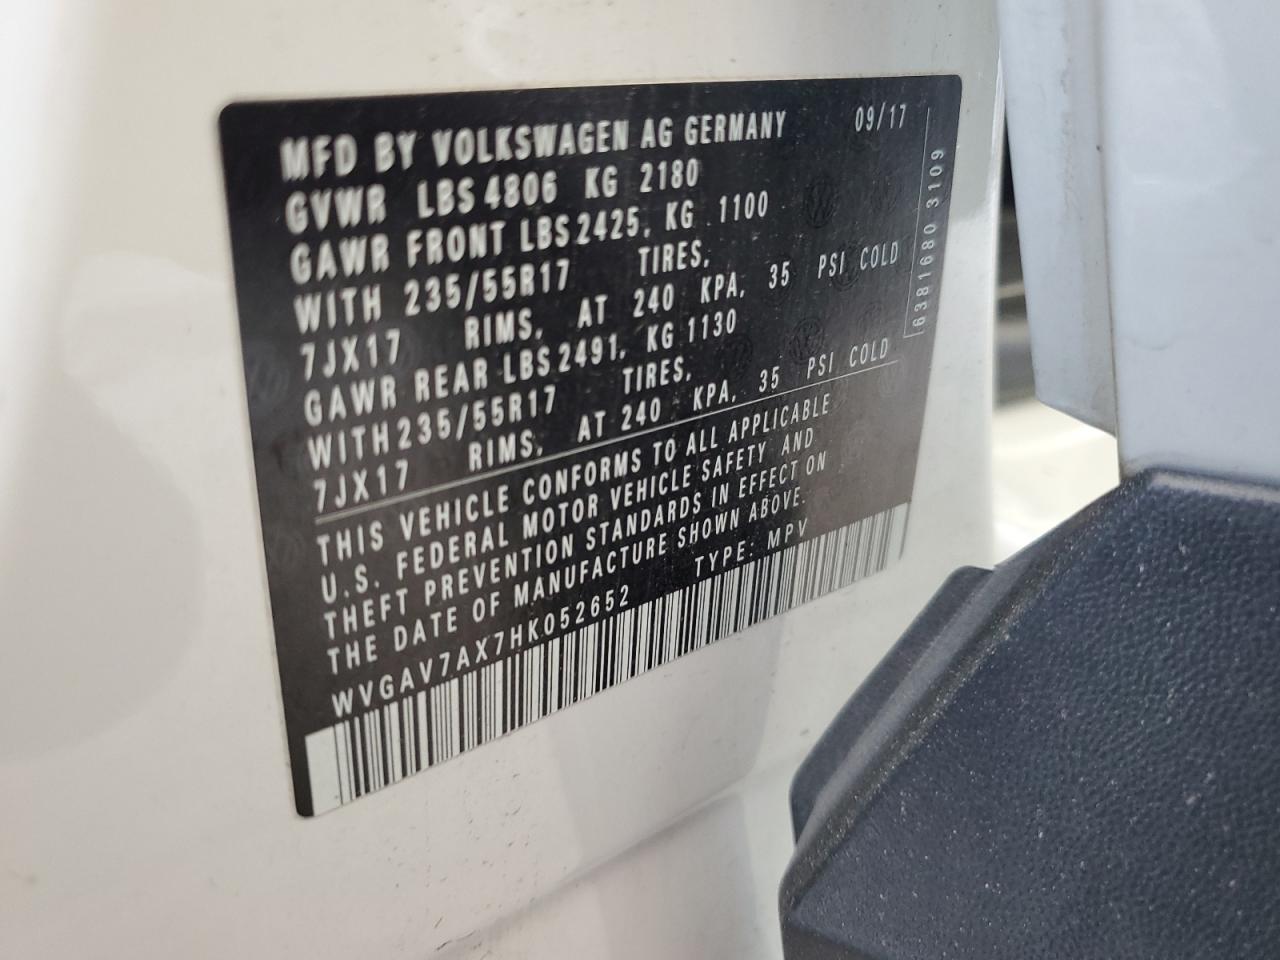 MFD BY VOLKSWAGEN AG GERMANY 09/17
GVWR LBS 4806 KG 2180
GAWR FRONT LBS 2425, KG 1100
WITH 235/55R17 TIRES,
7JX17 RIMS, AT 240 KPA, 35 PSI COLD
GAWR REAR LBS 2491, KG 1130
WITH 235/55R17 TIRES,
7JX17 RIMS, AT 240 KPA, 35 PSI COLD
THIS VEHICLE CONFORMS TO ALL APPLICABLE
U.S. FEDERAL MOTOR VEHICLE SAFETY AND
THEFT PREVENTION STANDARDS IN EFFECT ON
THE DATE OF MANUFACTURE SHOWN ABOVE.
WVGAV7AX7HK052652 TYPE: MPV
6381680 3109